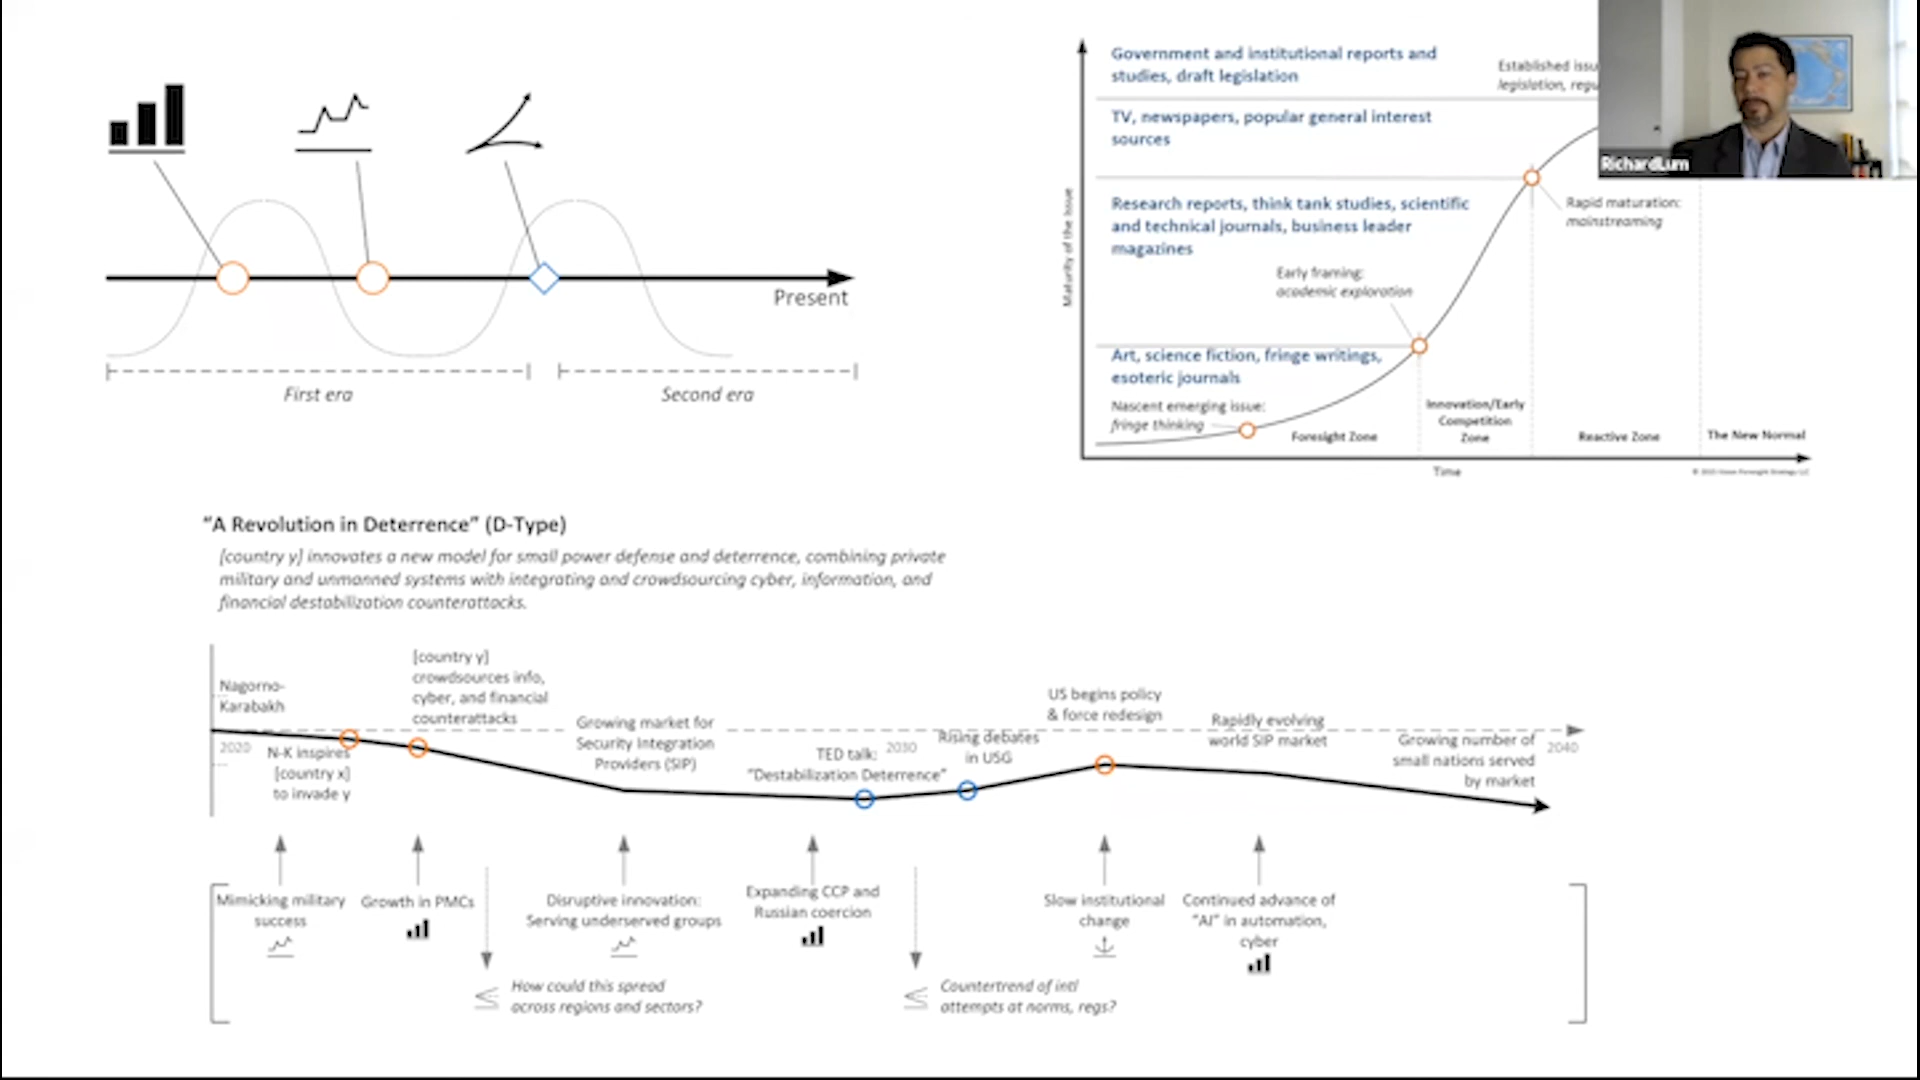 Present
First era
Second era
Government and institutional reports and
studies, draft legislation
TV, newspapers, popular general interest
sources
Research reports, think tank studies, scientific
and technical journals, business leader
magazines
Art, science fiction, fringe writings,
esoteric journals
Nascent emerging issue:
fringe thinking
Early framing:
academic exploration
Rapid maturation:
mainstreaming
Established
legislation,
Maturity of the Issue
Foresight Zone
Innovation/Early
Competition
Zone
Reactive Zone
The New Normal
Time
RichardLum
"A Revolution in Deterrence" (D-Type)
[country y] innovates a new model for small power defense and deterrence, combining private
military and unmanned systems with integrating and crowdsourcing cyber, information, and
financial destabilization counterattacks.
Nagorno-
Karabakh
2020
N-K inspires
[country x]
to invade y
[country y]
crowdsources info,
cyber, and financial
counterattacks
Growing market for
Security Integration
Providers (SIP)
TED talk:
"Destabilization Deterrence"
2030
Rising debates
in USG
US begins policy
& force redesign
Rapidly evolving
world SIP market
Growing number of
small nations served
by market
2040
Mimicking military
success
Growth in PMCs
Disruptive innovation:
Serving underserved groups
Expanding CCP and
Russian coercion
Slow institutional
change
Continued advance of
"AI" in automation,
cyber
How could this spread
across regions and sectors?
Countertrend of intl
attempts at norms, regs?